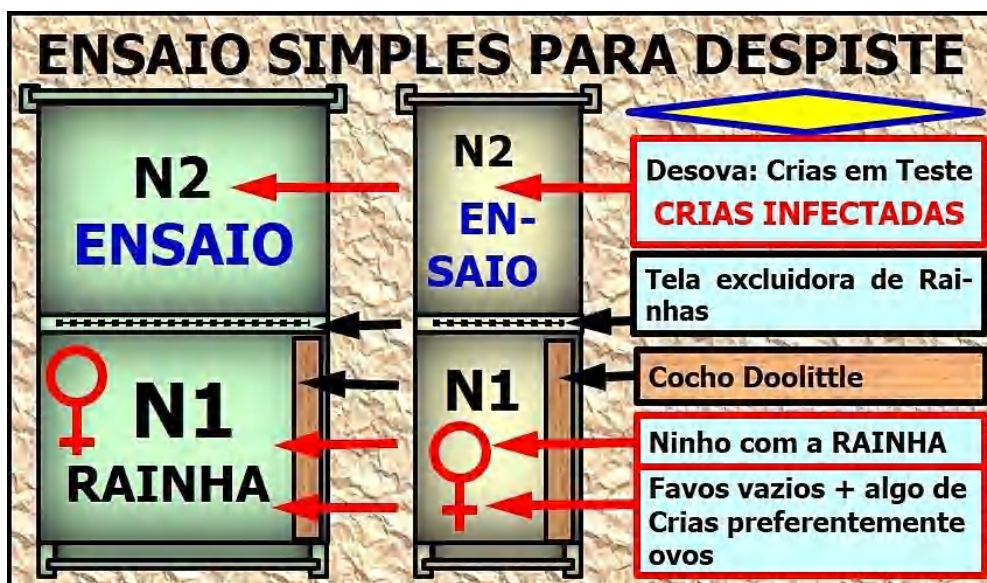 ENSAIO SIMPLES PARA DESPISTE
N2
ENSAIO
N1
RAINHA
N2
EN-
SAIO
N1
Desova: Crias em Teste
CRIAS INFECTADAS
Tela excluidora de Rai-
nhas
Cocho Doolittle
Ninho com a RAINHA
Favos vazios + algo de
Crias preferentemente
ovos